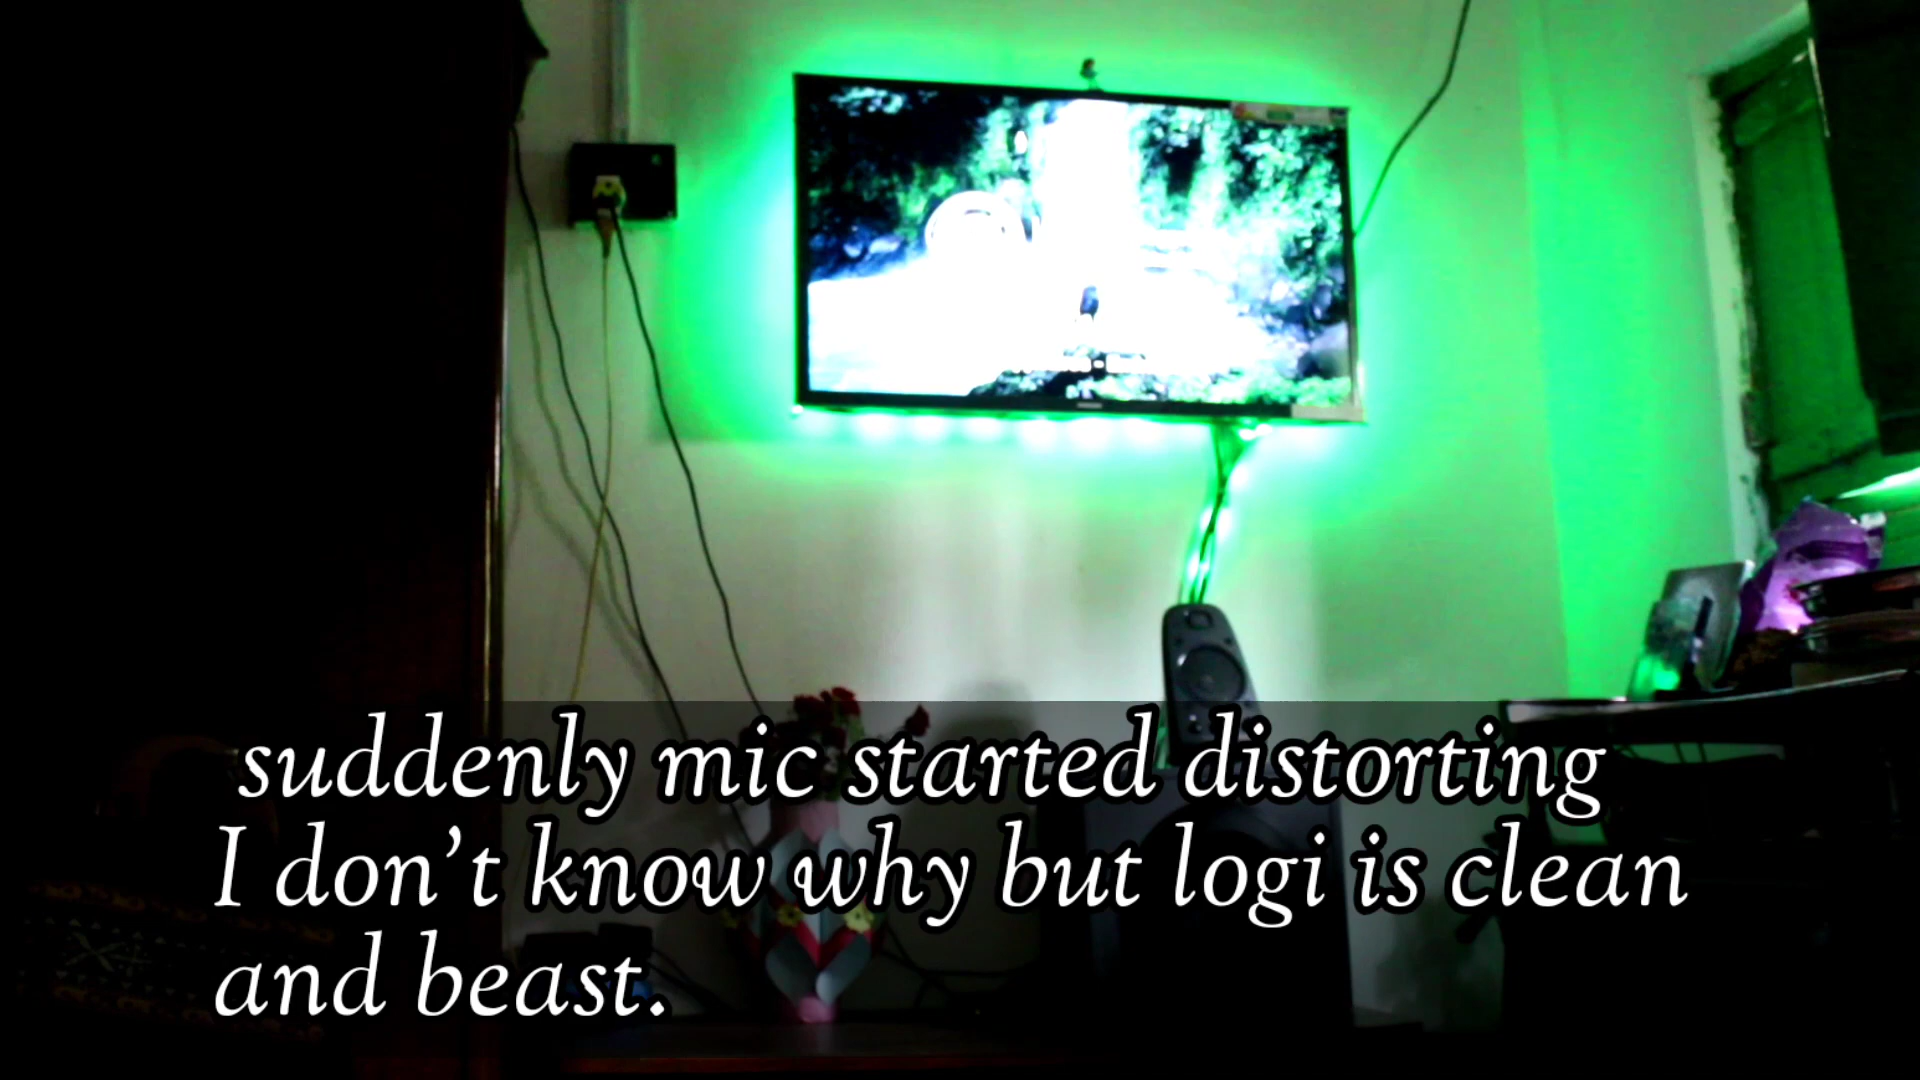 suddenly mic started distorting
I don't know why but logi is clean
and beast.